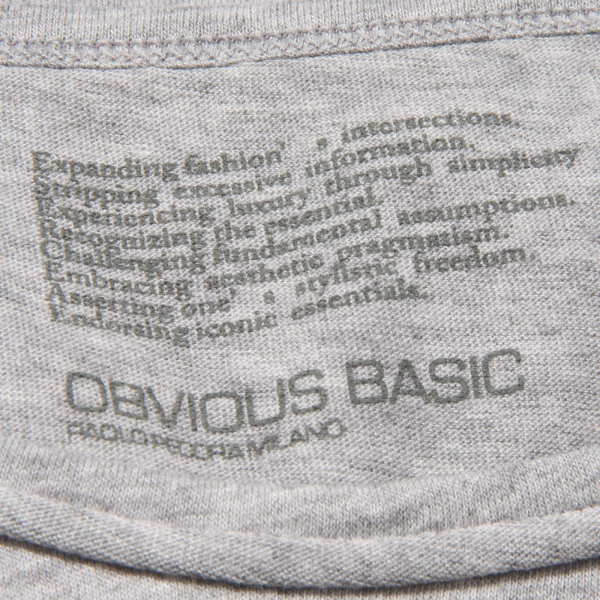 Expanding fashion' s intersections.
Stripping excessive information.
Experiencing luxury through simplicity
Recognizing the essential.
Challenging fundamental assumptions.
Embracing aesthetic pragmatism.
Asserting one' s stylistic freedom.
Endorsing iconic essentials.
OBVIOUS BASIC
PAOLO PECORA MILANO